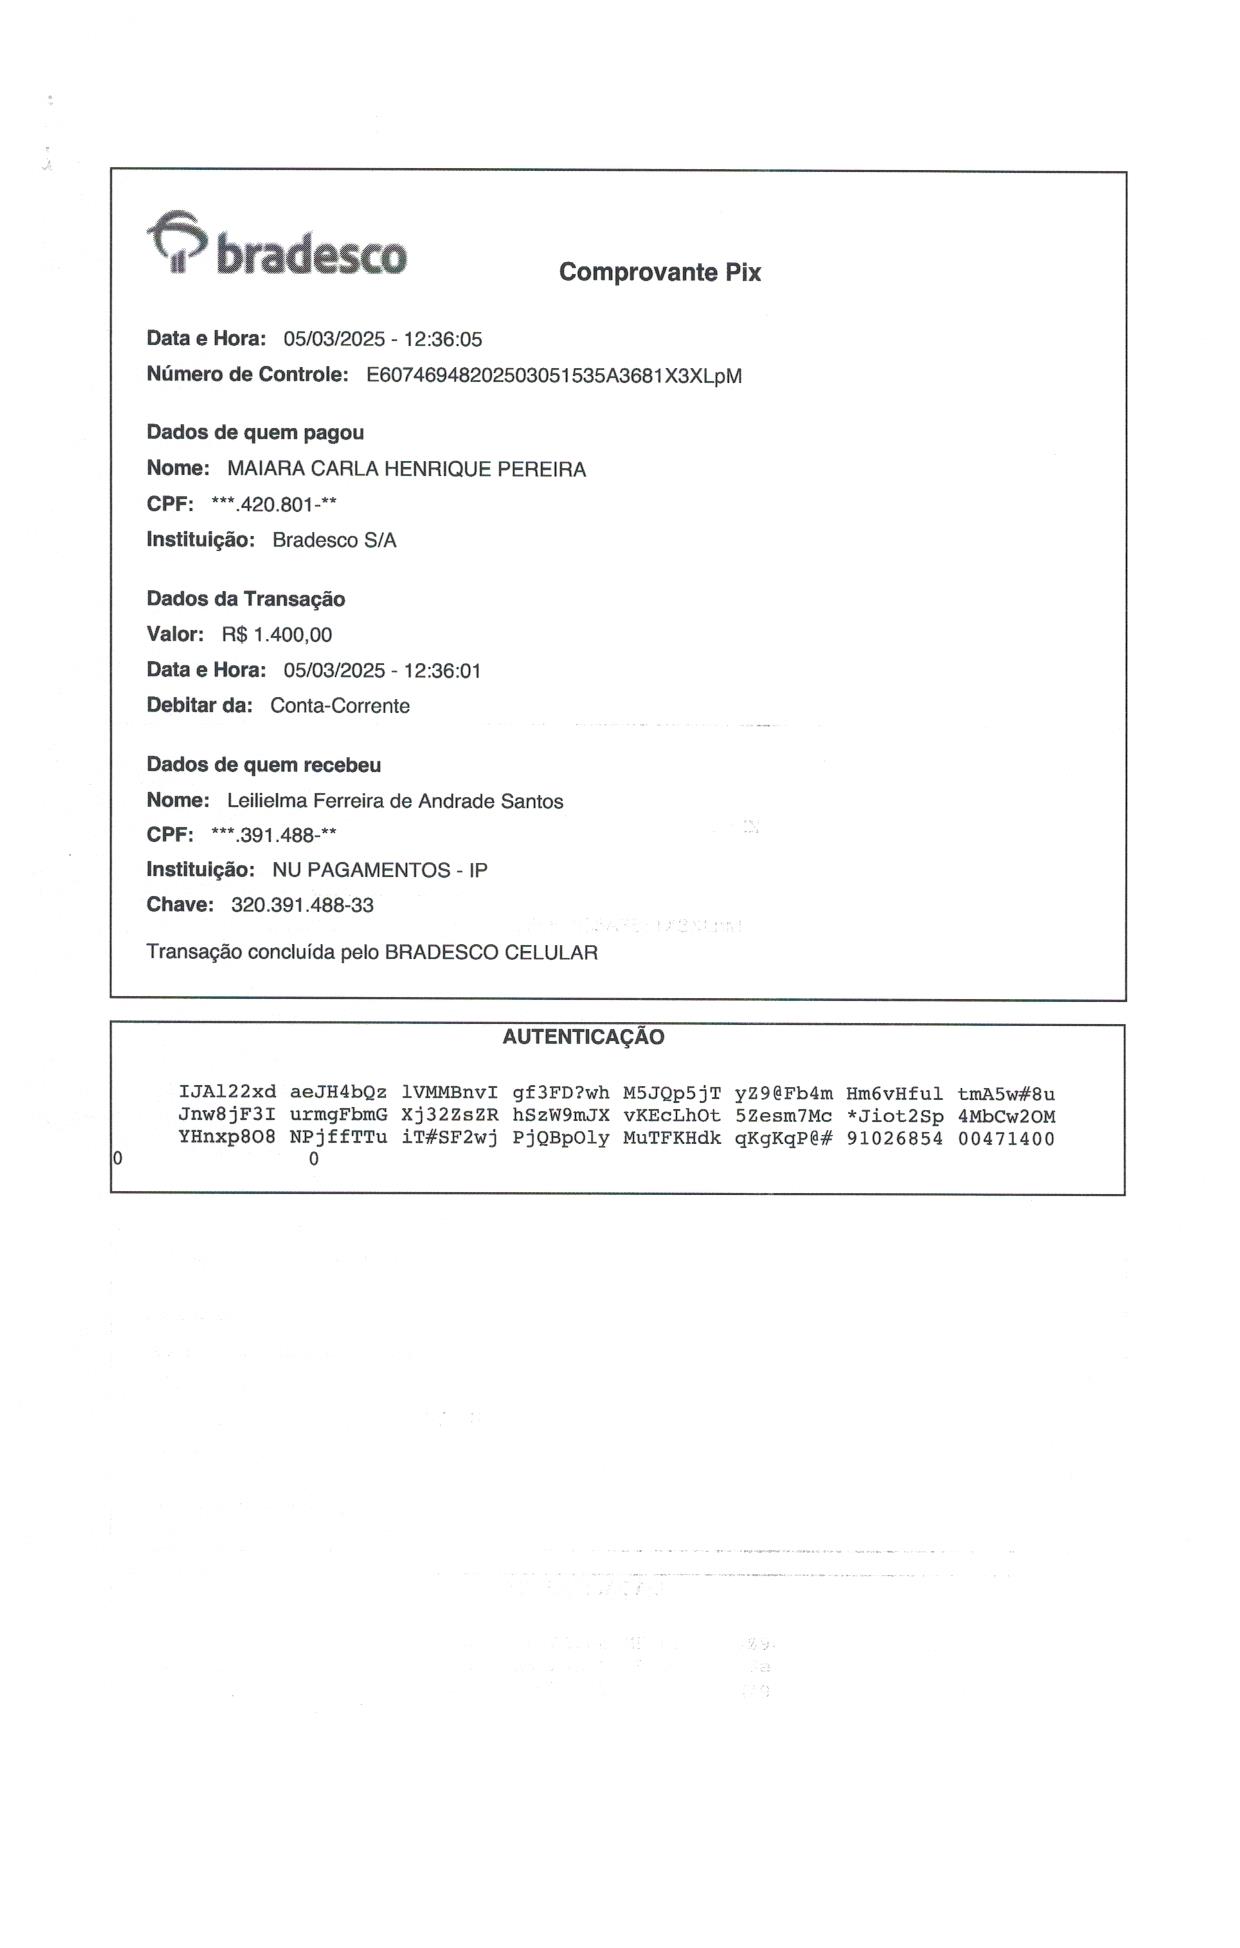 bradesco
Comprovante Pix
Data e Hora: 05/03/2025 - 12:36:05
Número de Controle: E60746948202503051535A3681X3XLpM
Dados de quem pagou
Nome: MAIARA CARLA HENRIQUE PEREIRA
CPF: ***.420.801-**
Instituição: Bradesco S/A
Dados da Transação
Valor: R$ 1.400,00
Data e Hora: 05/03/2025 - 12:36:01
Debitar da: Conta-Corrente
Dados de quem recebeu
Nome: Leilielma Ferreira de Andrade Santos
CPF: ***.391.488-**
Instituição: NU PAGAMENTOS - IP
Chave: 320.391.488-33
Transação concluída pelo BRADESCO CELULAR
AUTENTICAÇÃO
IJAl22xd aeJH4bQz lVMMBnvI gf3FD?wh M5JQp5jT yZ9@Fb4m Hm6vHful tmA5w#8u
Jnw8jF3I urmgFbmG Xj32ZsZR hSzW9mJX vKEcLhOt 5Zesm7Mc *Jiot2Sp 4MbCw2OM
YHnxp8O8 NPjffTTu iT#SF2wj PjQBpOly MuTFKHdk qKgKqP@# 91026854 00471400
0 0